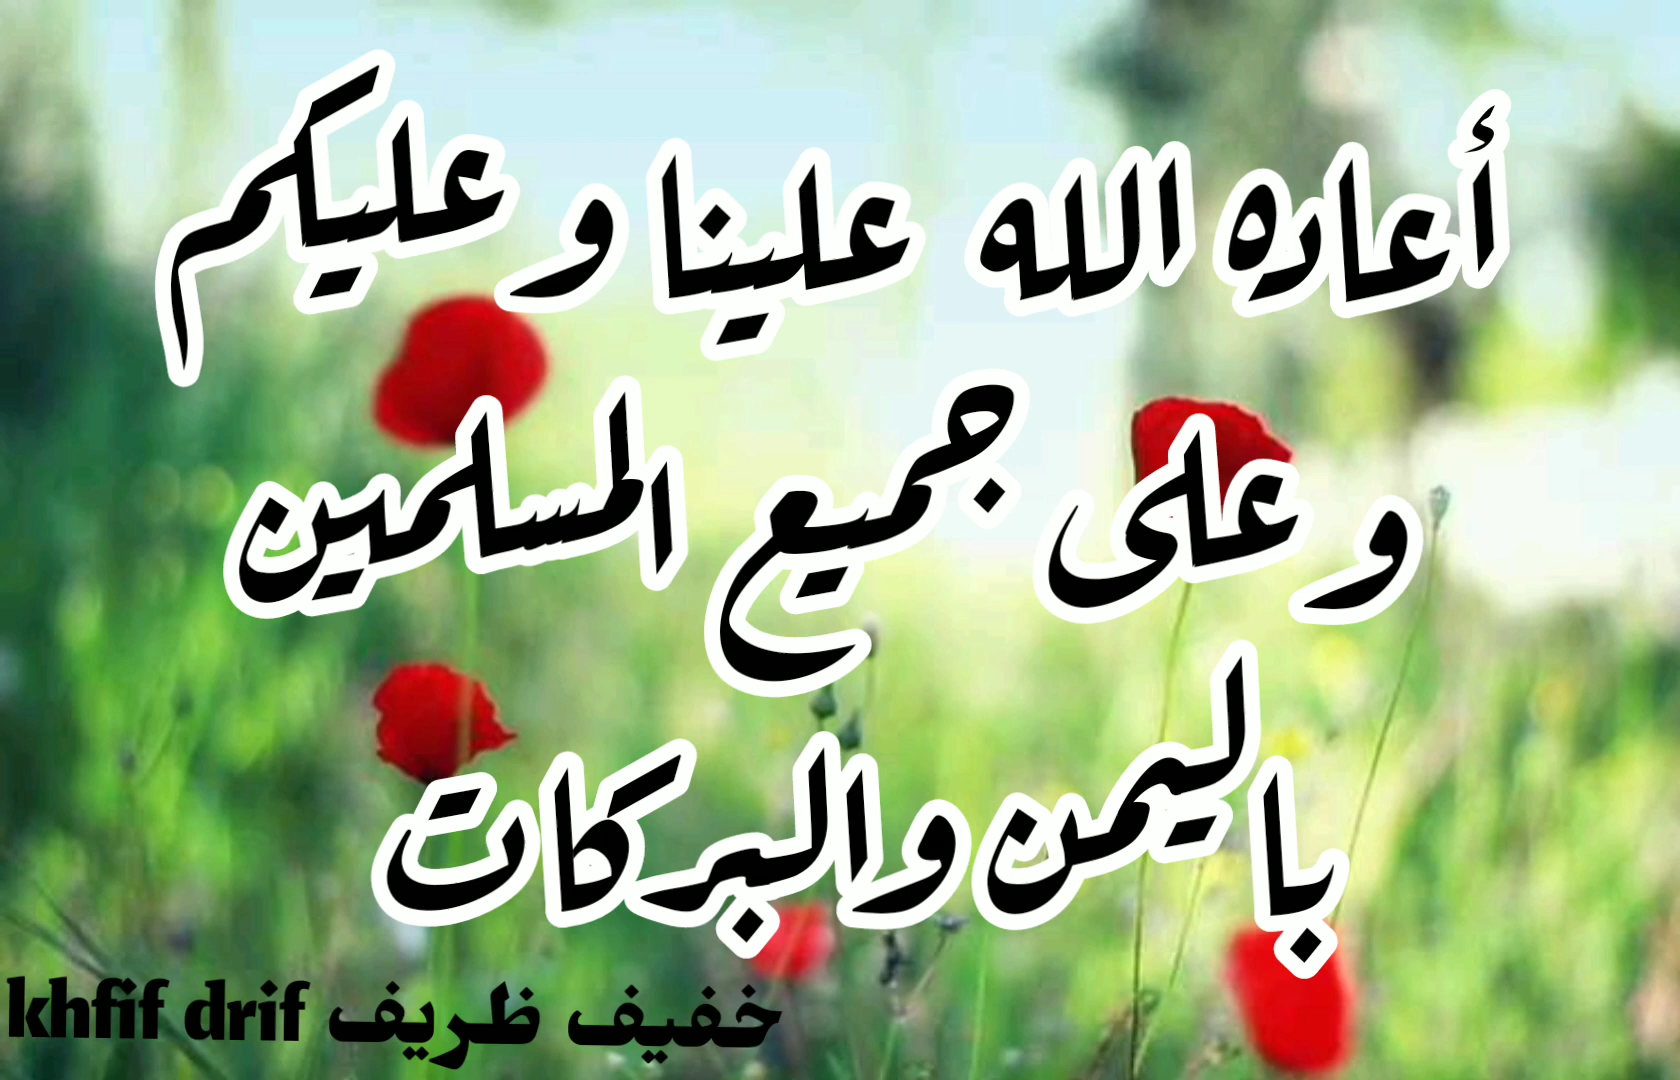 أعاده الله علينا و عليكم
و على جميع المسلمين
باليمن والبركات
khfif drif خفيف ظريف